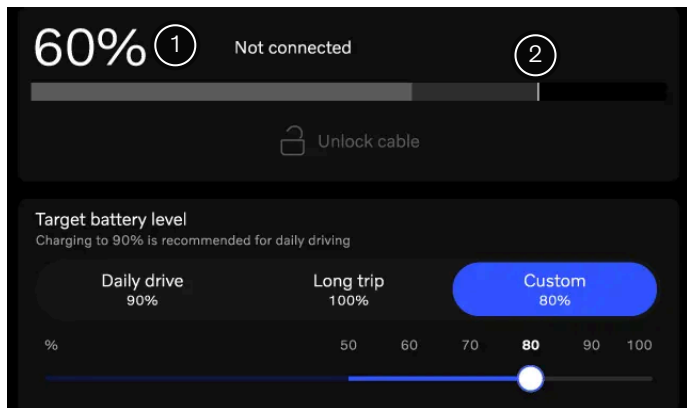 60% 1 Not connected 2
Unlock cable
Target battery level
Charging to 90% is recommended for daily driving
Daily drive Long trip Custom
90% 100% 80%
% 50 60 70 80 90 100